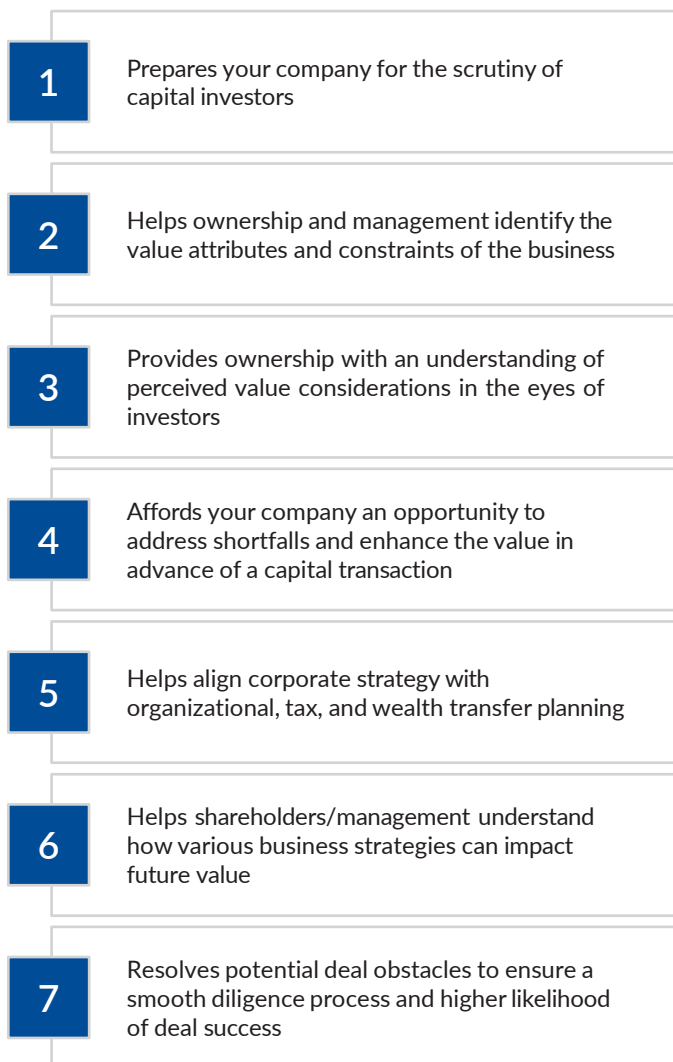 1
Prepares your company for the scrutiny of
capital investors
2
Helps ownership and management identify the
value attributes and constraints of the business
3
Provides ownership with an understanding of
perceived value considerations in the eyes of
investors
4
Affords your company an opportunity to
address shortfalls and enhance the value in
advance of a capital transaction
5
Helps align corporate strategy with
organizational, tax, and wealth transfer planning
6
Helps shareholders/management understand
how various business strategies can impact
future value
7
Resolves potential deal obstacles to ensure a
smooth diligence process and higher likelihood
of deal success